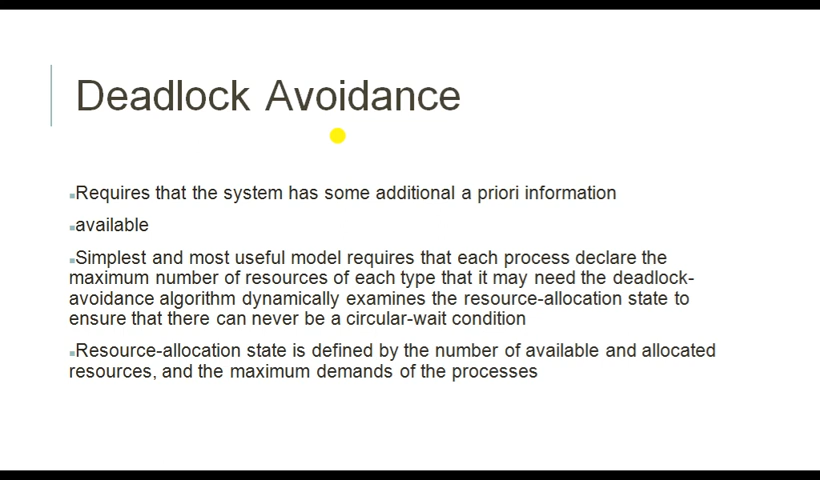 Deadlock Avoidance
▪Requires that the system has some additional a priori information
▪available
▪Simplest and most useful model requires that each process declare the
maximum number of resources of each type that it may need the deadlock-
avoidance algorithm dynamically examines the resource-allocation state to
ensure that there can never be a circular-wait condition
▪Resource-allocation state is defined by the number of available and allocated
resources, and the maximum demands of the processes